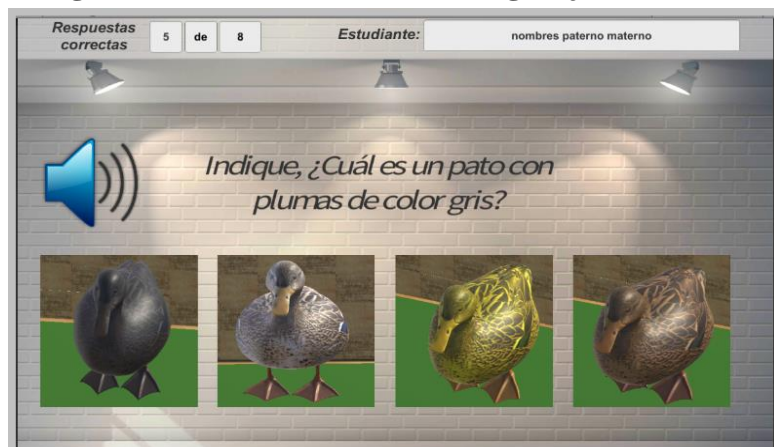 Respuestas
correctas
5 de 8
Estudiante: nombres paterno materno
Indique, ¿Cuál es un pato con
plumas de color gris?